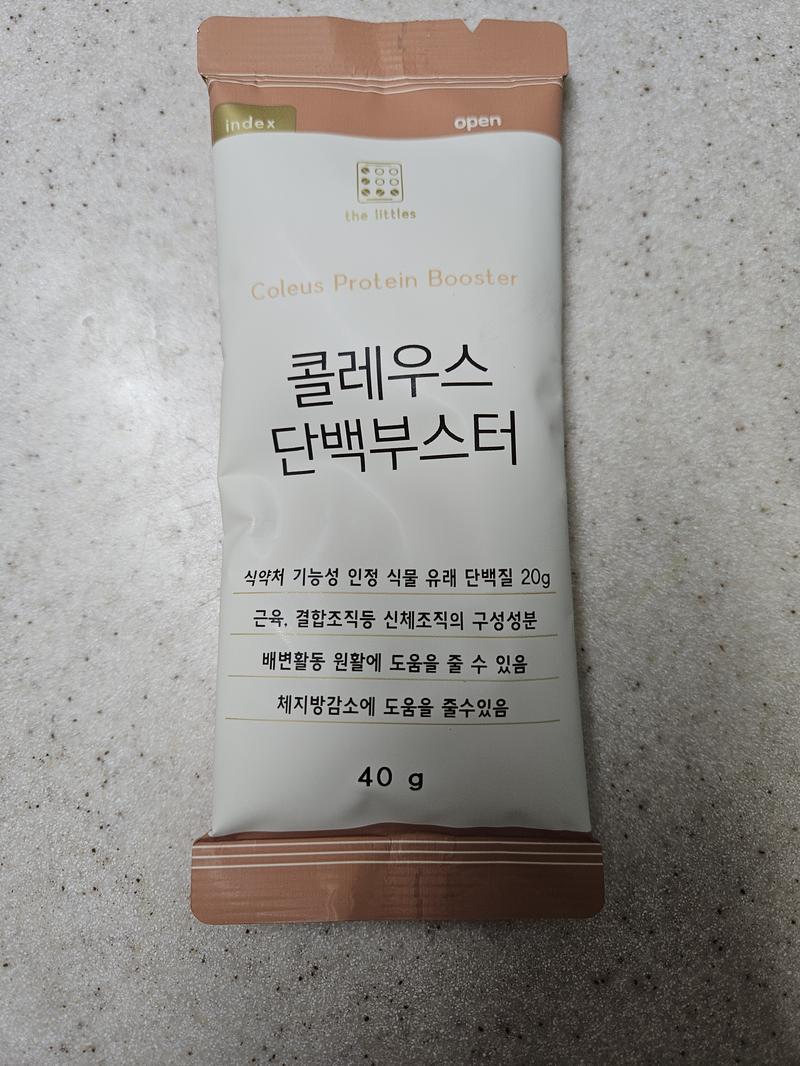 index
open
the littles
Coleus Protein Booster
콜레우스
단백부스터
식약처 기능성 인정 식물 유래 단백질 20g
근육, 결합조직등 신체조직의 구성성분
배변활동 원활에 도움을 줄 수 있음
체지방감소에 도움을 줄수있음
40 g